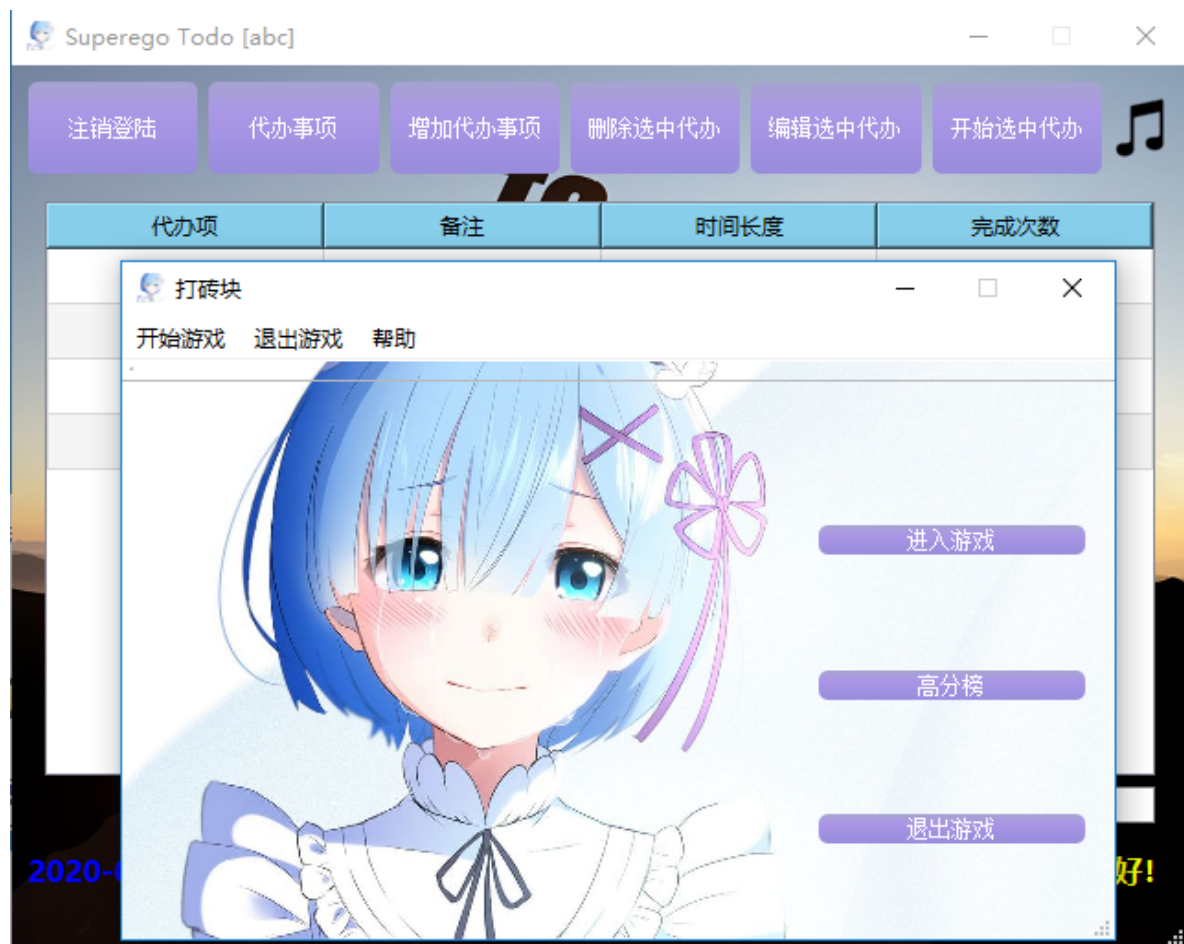 Superego Todo [abc]
注销登陆 代办事项 增加代办事项 删除选中代办 编辑选中代办 开始选中代办
代办项 备注 时间长度 完成次数
打砖块
开始游戏 退出游戏 帮助
进入游戏
高分榜
退出游戏
2020- 好!